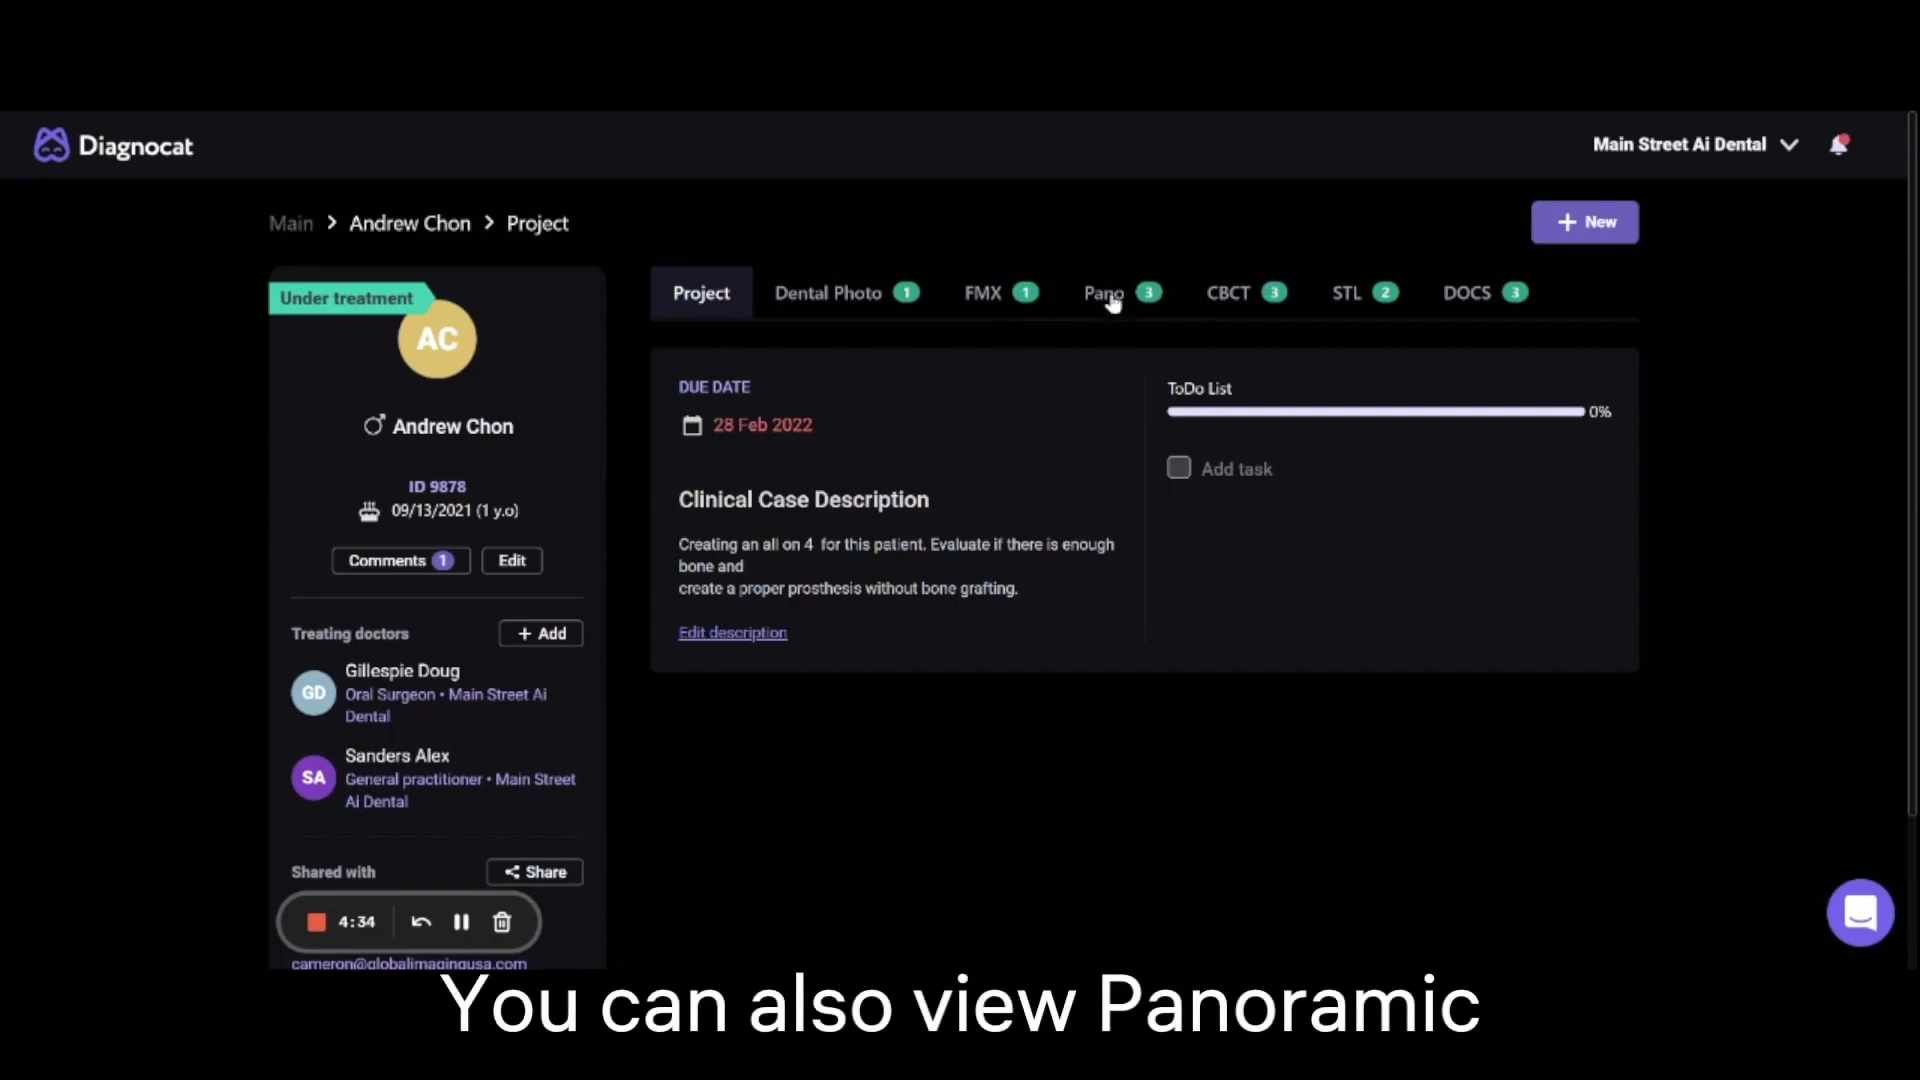 Diagnocat
Main Street Ai Dental
Main > Andrew Chon > Project
+ New
Under treatment
AC
Andrew Chon
ID 9878
09/13/2021 (1 y.o)
Comments 1
Edit
Treating doctors
+ Add
GD
Gillespie Doug
Oral Surgeon • Main Street Ai
Dental
SA
Sanders Alex
General practitioner • Main Street
Ai Dental
Shared with
Share
4:34
cameron@globalimagingusa.com
Project
Dental Photo 1
FMX 1
Pano 3
CBCT 3
STL 2
DOCS 3
DUE DATE
28 Feb 2022
Clinical Case Description
Creating an all on 4 for this patient. Evaluate if there is enough
bone and
create a proper prosthesis without bone grafting.
Edit description
ToDo List
0%
Add task
You can also view Panoramic